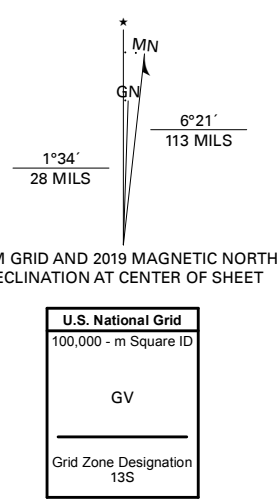 ★
MN
GN
6°21´
113 MILS
1°34´
28 MILS
M GRID AND 2019 MAGNETIC NORTH
ECLINATION AT CENTER OF SHEET
U.S. National Grid
100,000 - m Square ID
GV
Grid Zone Designation
13S